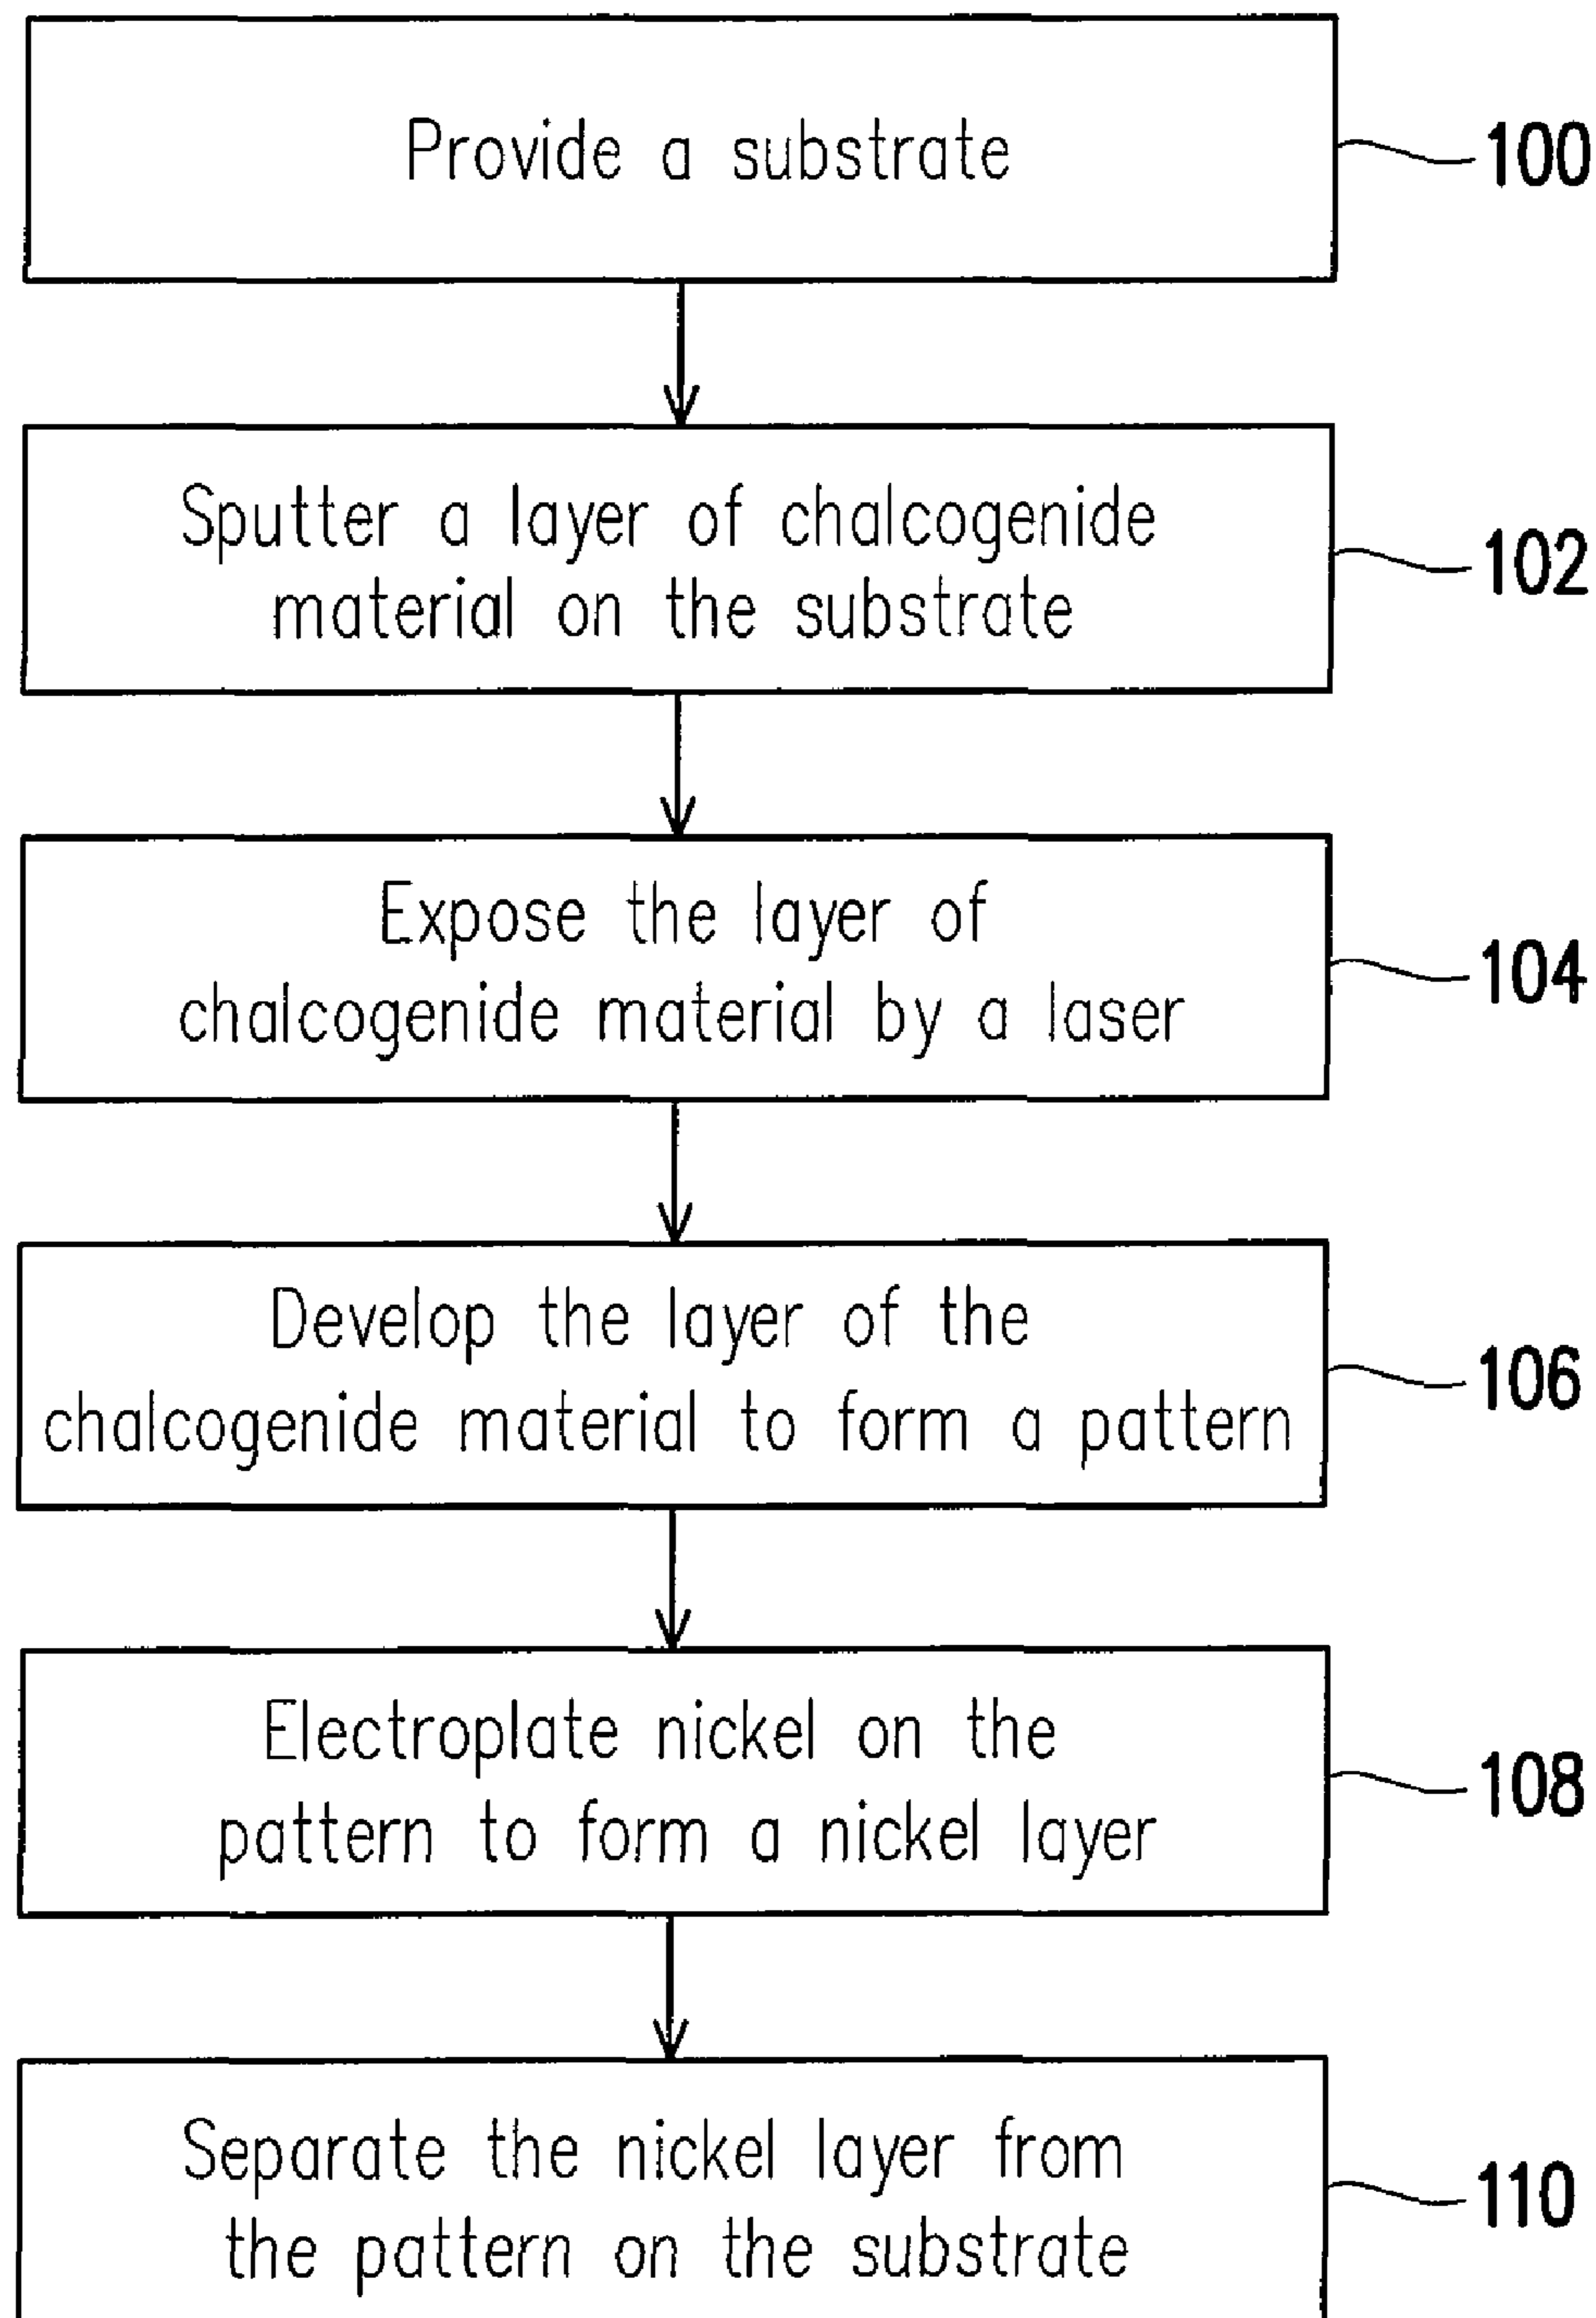 Provide a substrate
100
Sputter a layer of chalcogenide
material on the substrate
102
Expose the layer of
chalcogenide material by a laser
104
Develop the layer of the
chalcogenide material to form a pattern
106
Electroplate nickel on the
pattern to form a nickel layer
108
Separate the nickel layer from
the pattern on the substrate
110